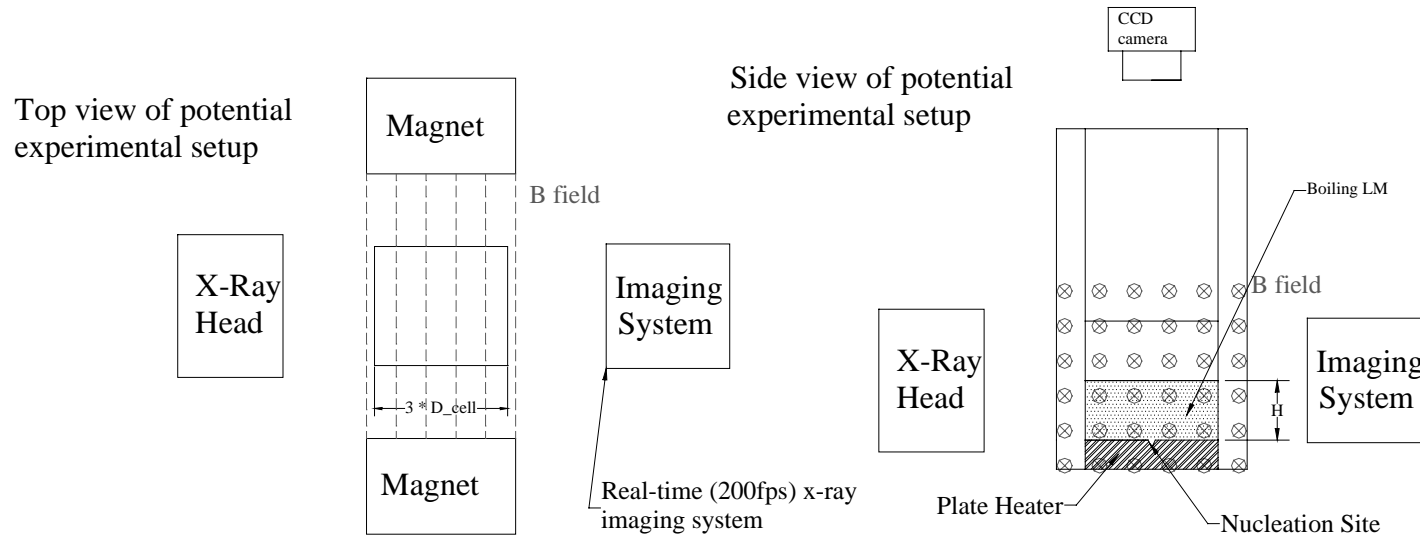 Top view of potential
experimental setup
Magnet
B field
X-Ray
Head
Imaging
System
3 * D_cell
Magnet
Real-time (200fps) x-ray
imaging system
Side view of potential
experimental setup
CCD
camera
Boiling LM
B field
X-Ray
Head
H
Imaging
System
Plate Heater
Nucleation Site